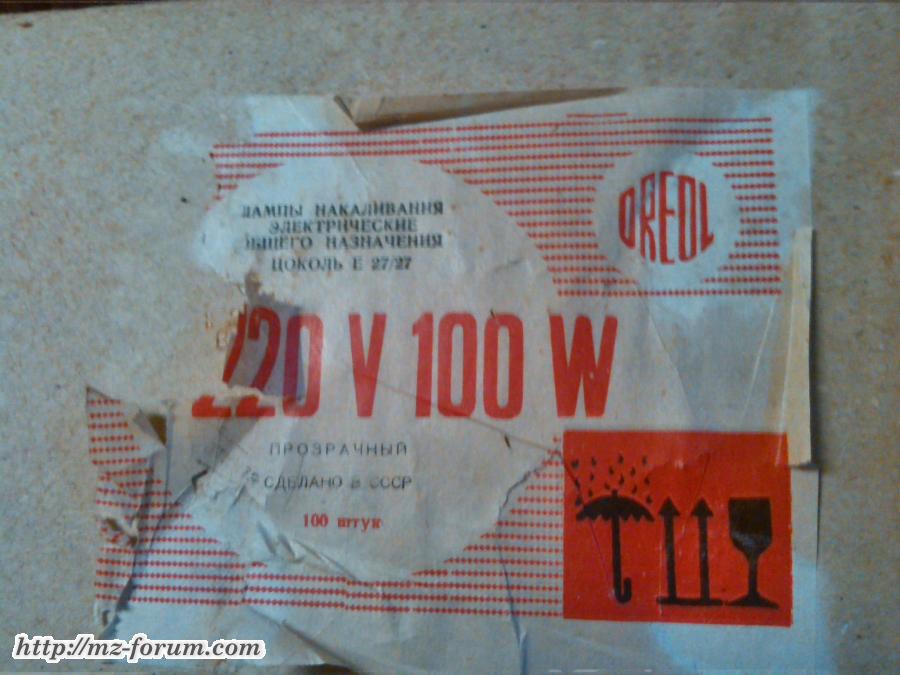 ЛАМПЫ НАКАЛИВАНИЯ
ЭЛЕКТРИЧЕСКИЕ
НАЗНАЧЕНИЯ
ЦОКОЛЬ Е 27/27
OREOL
220 V 100 W
ПРОЗРАЧНЫЙ
СДЕЛАНО В СССР
100 штук
http://mz-forum.com